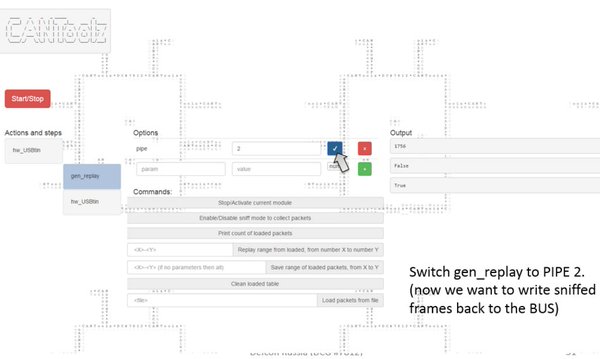 CANToolz
Start/Stop
Actions and steps
Options
Output
hw_USBtin
pipe
2
1756
gen_replay
param
value
False
hw_USBtin
True
Commands:
Stop/Activate current module
Enable/Disable sniff mode to collect packets
Print count of loaded packets
<X>-<Y>
Replay range from loaded, from number X to number Y
<X>-<Y> (if no parameters then all)
Save range of loaded packets, from X to Y
Clean loaded table
<file>
Load packets from file
Switch gen_replay to PIPE 2.
(now we want to write sniffed
frames back to the BUS)